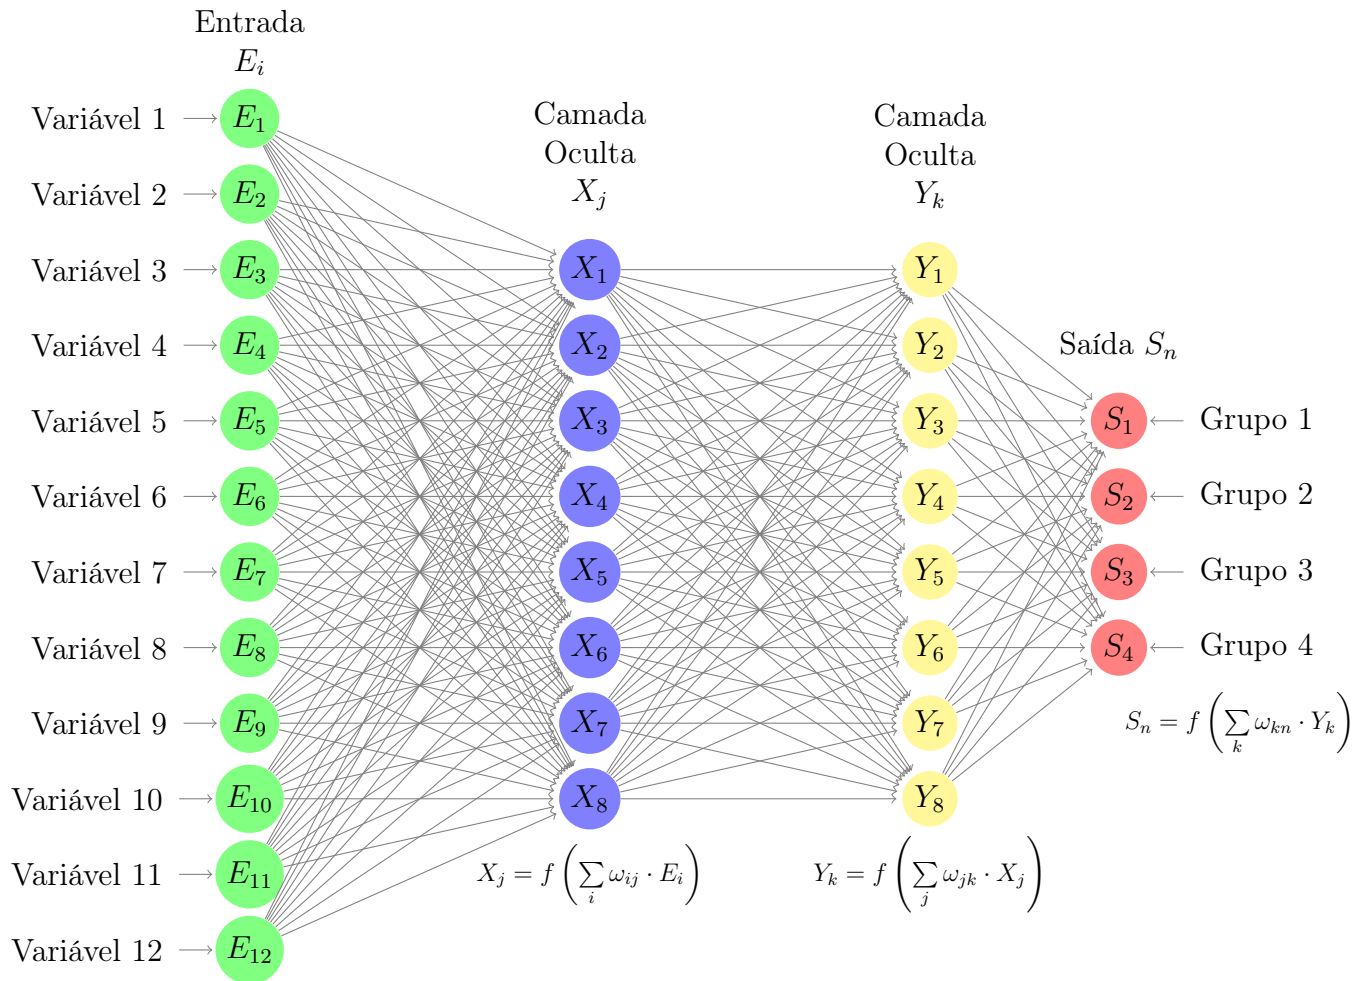 Entrada
E_i
Variável 1
E_1
Variável 2
E_2
Variável 3
E_3
Variável 4
E_4
Variável 5
E_5
Variável 6
E_6
Variável 7
E_7
Variável 8
E_8
Variável 9
E_9
Variável 10
E_10
Variável 11
E_11
Variável 12
E_12
Camada
Oculta
X_j
X_1
X_2
X_3
X_4
X_5
X_6
X_7
X_8
X_j = f(∑_i ω_ij · E_i)
Camada
Oculta
Y_k
Y_1
Y_2
Y_3
Y_4
Y_5
Y_6
Y_7
Y_8
Y_k = f(∑_j ω_jk · X_j)
Saída S_n
S_1
Grupo 1
S_2
Grupo 2
S_3
Grupo 3
S_4
Grupo 4
S_n = f(∑_k ω_kn · Y_k)